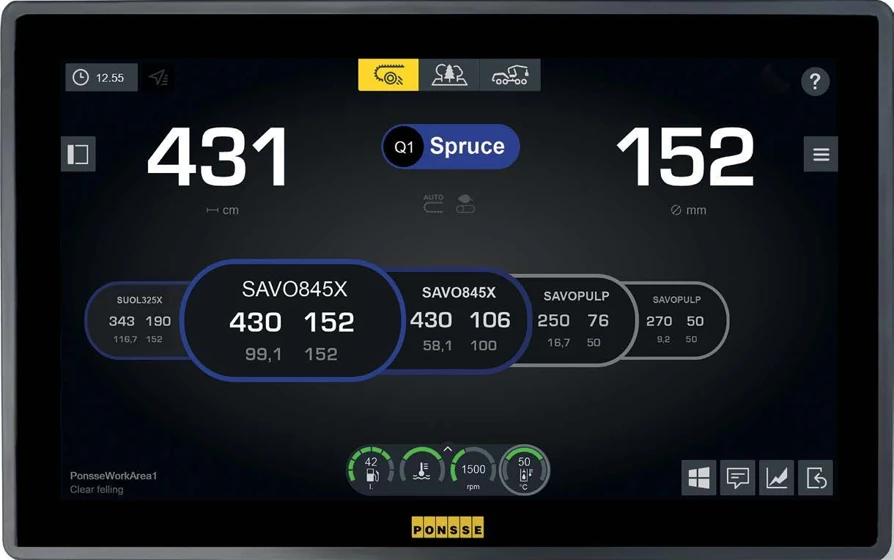 12.55
?
431
Q1 Spruce
152
cm
AUTO
Ø mm
SUOL325X
343 190
116,7 152
SAVO845X
430 152
99,1 152
SAVO845X
430 106
58,1 100
SAVOPULP
250 76
16,7 50
SAVOPULP
270 50
9,2 50
42
l.
1500
rpm
50
°C
PonsseWorkArea1
Clear felling
PONSSE